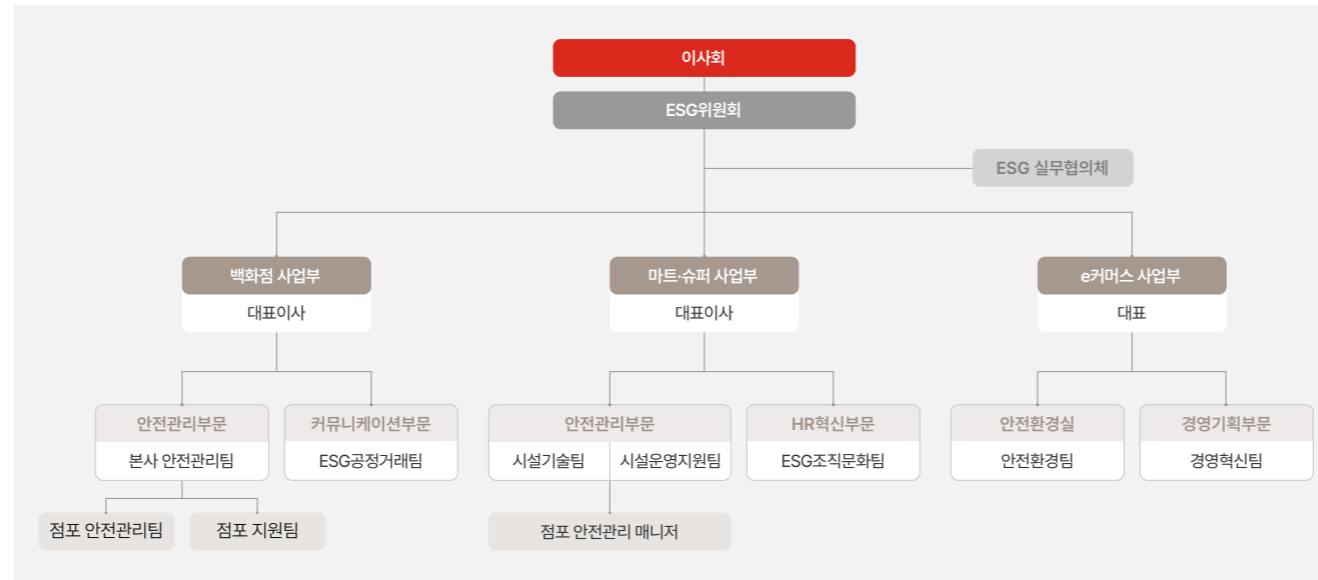 이사회
ESG위원회
ESG 실무협의체
백화점 사업부
대표이사
마트·슈퍼 사업부
대표이사
e커머스 사업부
대표
안전관리부문
본사 안전관리팀
커뮤니케이션부문
ESG공정거래팀
안전관리부문
시설기술팀
시설운영지원팀
HR혁신부문
ESG조직문화팀
안전환경실
안전환경팀
경영기획부문
경영혁신팀
점포 안전관리팀
점포 지원팀
점포 안전관리 매니저